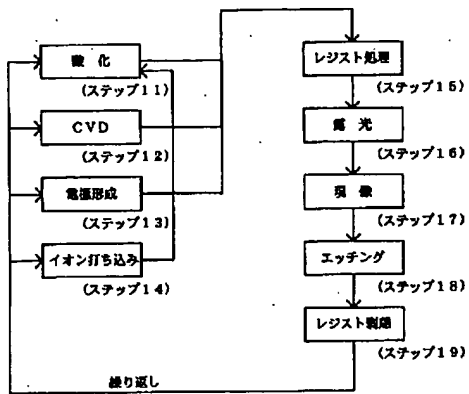 酸化
(ステップ11)
CVD
(ステップ12)
電極形成
(ステップ13)
イオン打ち込み
(ステップ14)
レジスト処理
(ステップ15)
露光
(ステップ16)
現像
(ステップ17)
エッチング
(ステップ18)
レジスト剥離
(ステップ19)
繰り返し